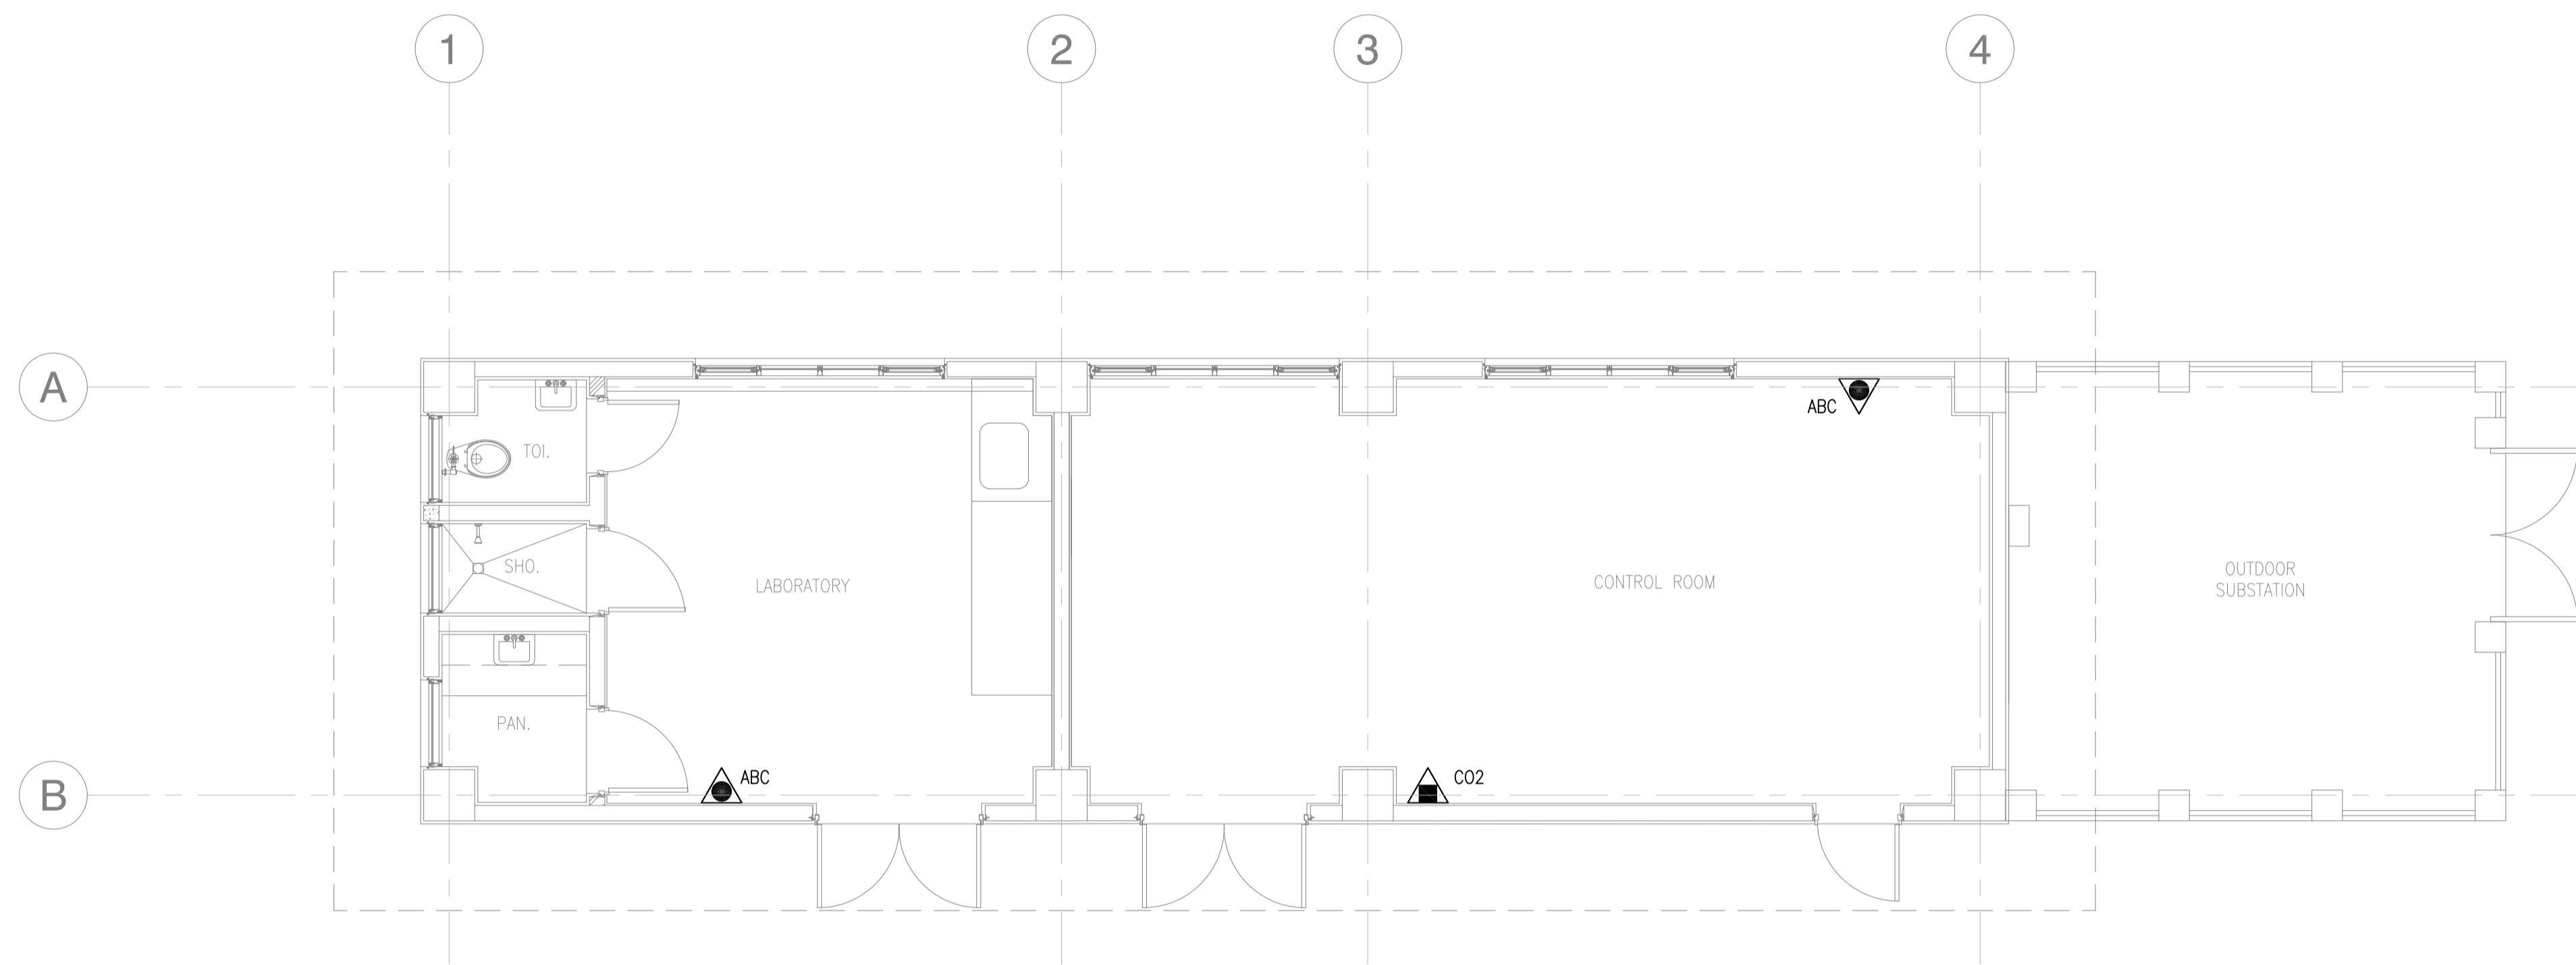 1
2
3
4
A
ABC
TOI.
SHO.
LABORATORY
CONTROL ROOM
OUTDOOR
SUBSTATION
PAN.
B
ABC
CO2